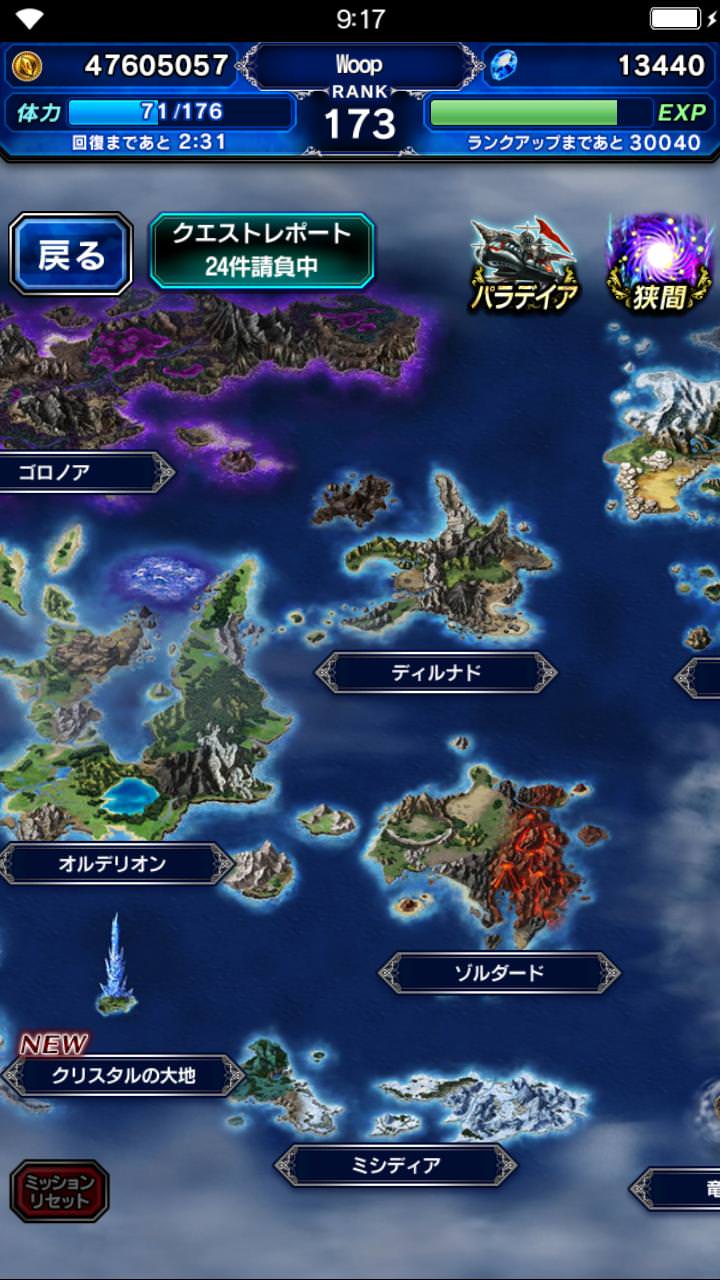 9:17
47605057
Woop
13440
RANK
173
体力
71/176
EXP
回復まであと 2:31
ランクアップまであと 30040
戻る
クエストレポート
24件請負中
パラデイア
狭間
ゴロノア
ディルナド
オルデリオン
ゾルダード
NEW
クリスタルの大地
ミシディア
ミッション
リセット
竜